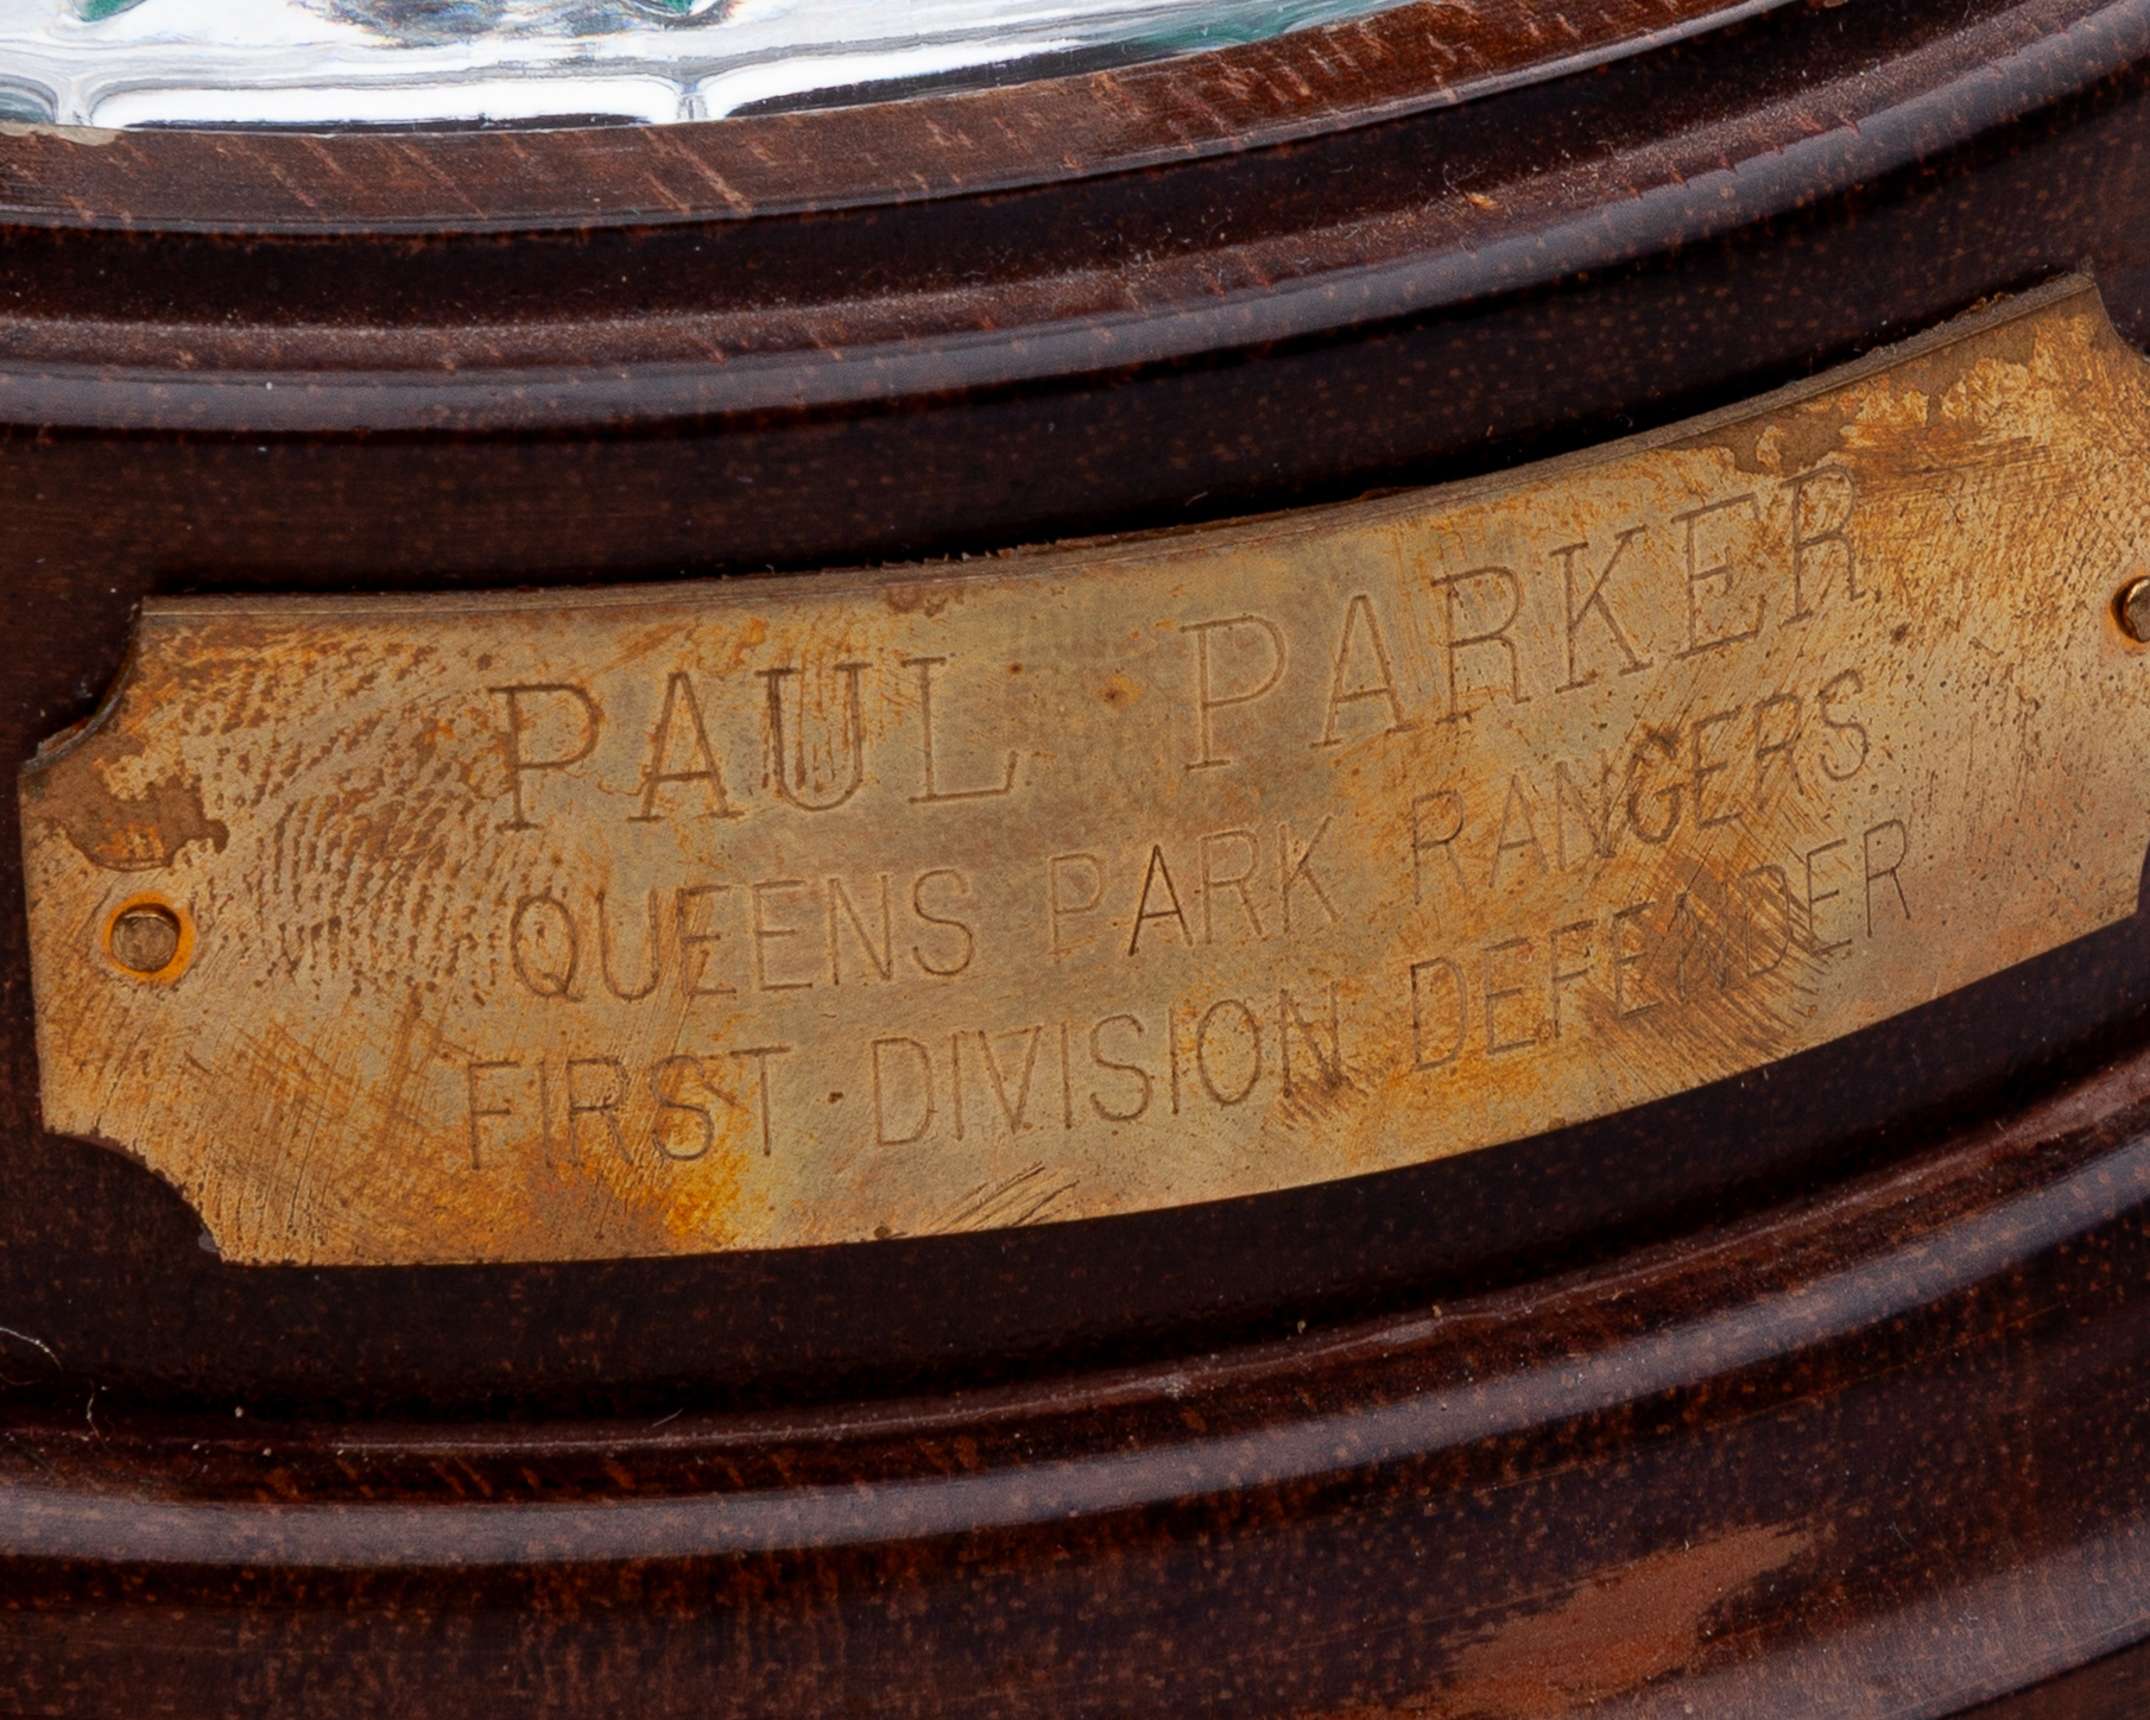 PAUL PARKER
QUEENS PARK RANGERS
FIRST DIVISION DEFENDER